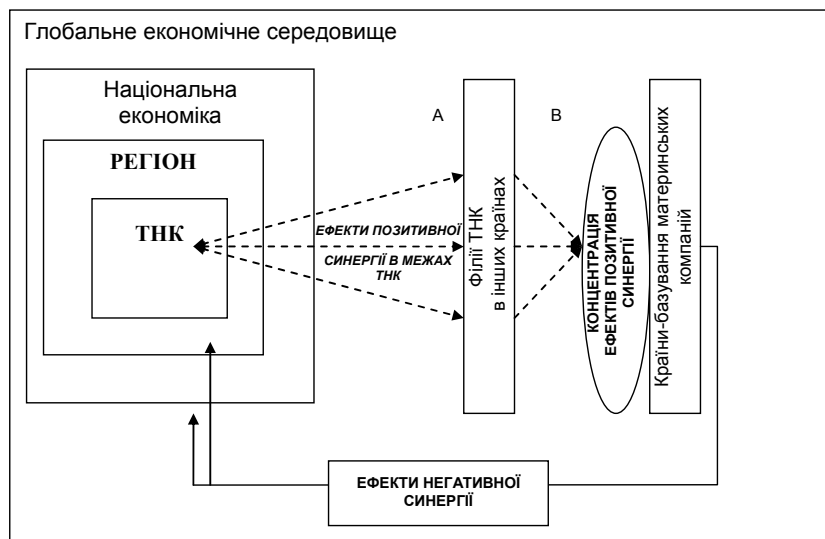 Глобальне економічне середовище
Національна
економіка
РЕГІОН
ТНК
А
ЕФЕКТИ ПОЗИТИВНОЇ
СИНЕРГІЇ В МЕЖАХ
ТНК
Філії ТНК
в інших країнах
В
КОНЦЕНТРАЦІЯ
ЕФЕКТІВ ПОЗИТИВНОЇ
СИНЕРГІЇ
Країни-базування материнських
компаній
ЕФЕКТИ НЕГАТИВНОЇ
СИНЕРГІЇ